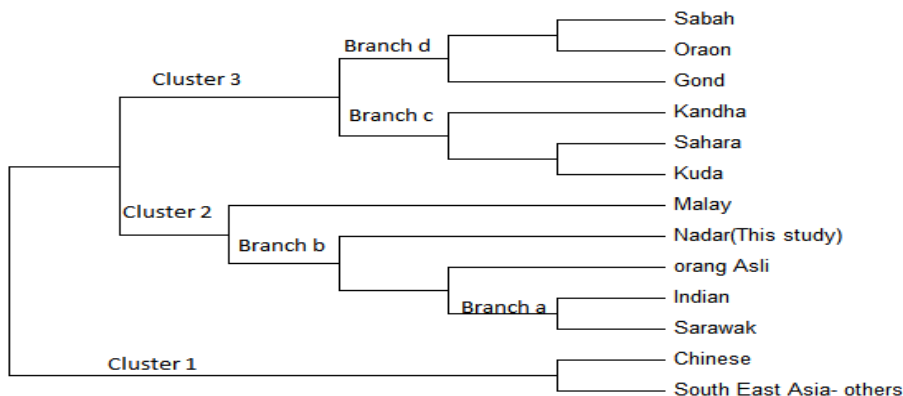 Sabah
Branch d
Oraon
Cluster 3
Gond
Branch c
Kandha
Sahara
Kuda
Malay
Cluster 2
Nadar(This study)
Branch b
orang Asli
Indian
Branch a
Sarawak
Chinese
Cluster 1
South East Asia- others